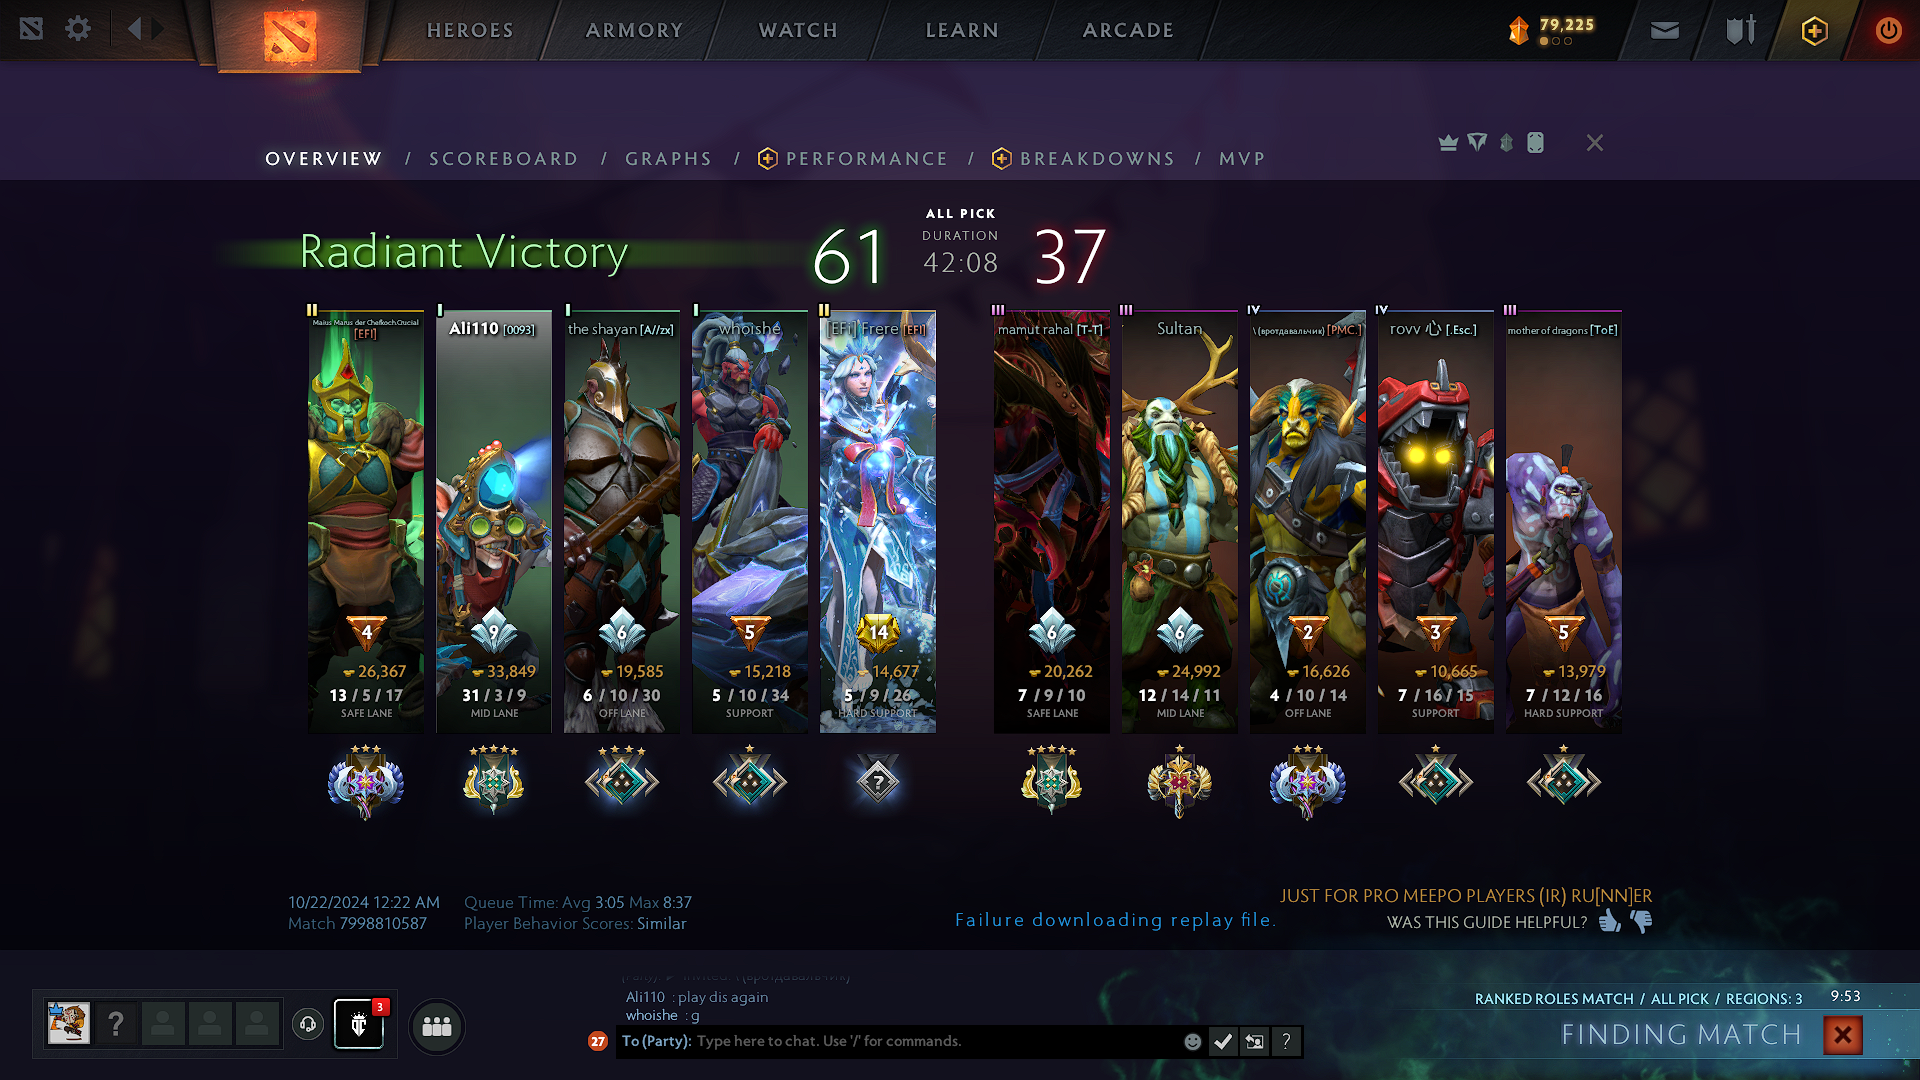 HEROES
ARMORY
WATCH
LEARN
ARCADE
79,225
OVERVIEW / SCOREBOARD / GRAPHS / PERFORMANCE / BREAKDOWNS / MVP
Radiant Victory
61
ALL PICK
DURATION
42:08
37
II
Maius Marus der Chefkoch.Crucial
[EFI]
4
26,367
13 / 5 / 17
SAFE LANE
I
Ali110 [0093]
9
33,849
31 / 3 / 9
MID LANE
I
the shayan [A//zx]
6
19,585
6 / 10 / 30
OFF LANE
I
whoishe
5
15,218
5 / 10 / 34
SUPPORT
II
[EFi] Frere [EFI]
14
14,677
5 / 9 / 26
HARD SUPPORT
?
III
mamut rahal [T-T]
6
20,262
7 / 9 / 10
SAFE LANE
III
Sultan
6
24,992
12 / 14 / 11
MID LANE
IV
\ (вротдавальчик) [PMC.]
2
16,626
4 / 10 / 14
OFF LANE
IV
rovv 心 [.Esc.]
3
10,665
7 / 16 / 15
SUPPORT
III
mother of dragons [ToE]
5
13,979
7 / 12 / 16
HARD SUPPORT
10/22/2024 12:22 AM
Match 7998810587
Queue Time: Avg 3:05 Max 8:37
Player Behavior Scores: Similar
Failure downloading replay file.
JUST FOR PRO MEEPO PLAYERS (IR) RU[NN]ER
WAS THIS GUIDE HELPFUL?
?
3
Ali110 : play dis again
whoishe : g
27
To (Party): Type here to chat. Use '/' for commands.
?
RANKED ROLES MATCH / ALL PICK / REGIONS: 3
9:53
FINDING MATCH